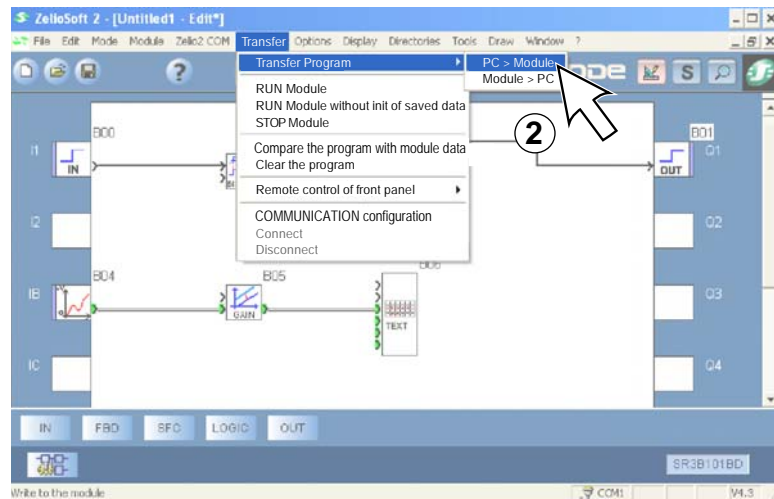 ZelioSoft 2 - [Untitled1 - Edit*]
File Edit Mode Module Zelio2 COM Transfer Options Display Directories Tools Draw Window ?
Transfer Program
PC > Module
Module > PC
RUN Module
RUN Module without init of saved data
STOP Module
Compare the program with module data
Clear the program
Remote control of front panel
COMMUNICATION configuration
Connect
Disconnect
?
S
2
B00
B01
I1
IN
OUT
Q1
I2
Q2
B04
B05
B06
IB
GAIN
TEXT
Q3
IC
Q4
IN FBD SFC LOGIC OUT
SR3B101BD
Write to the module
COM1
V4.3